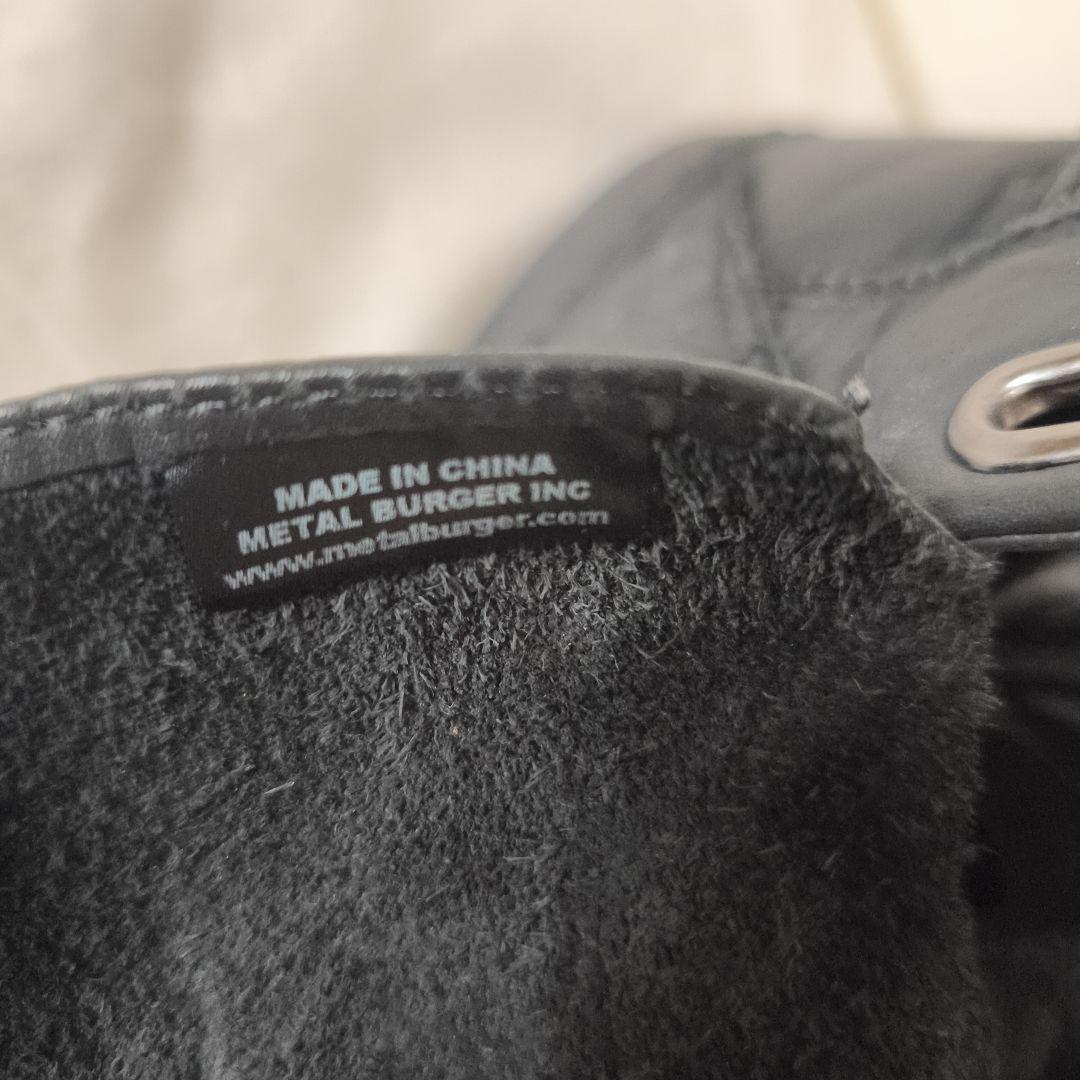 MADE IN CHINA
METAL BURGER INC
www.metalburger.com